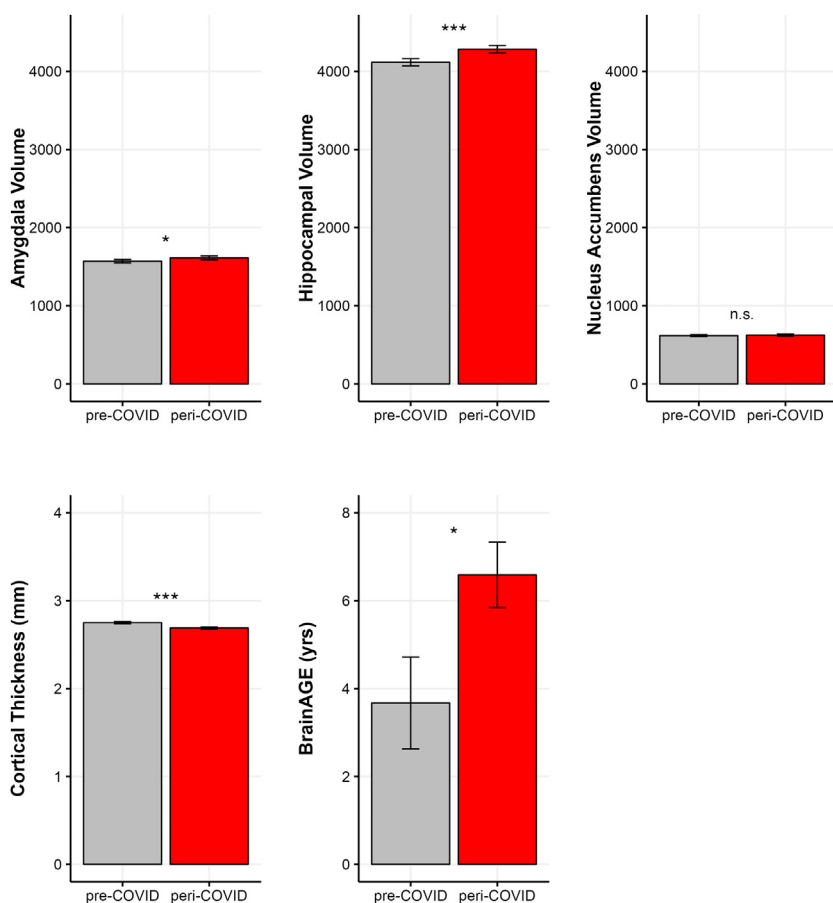 Amygdala Volume
4000
3000
2000
1000
0
*
pre-COVID
peri-COVID
Hippocampal Volume
4000
3000
2000
1000
0
***
pre-COVID
peri-COVID
Nucleus Accumbens Volume
4000
3000
2000
1000
0
n.s.
pre-COVID
peri-COVID
Cortical Thickness (mm)
4
3
2
1
0
***
pre-COVID
peri-COVID
BrainAGE (yrs)
8
6
4
2
0
*
pre-COVID
peri-COVID